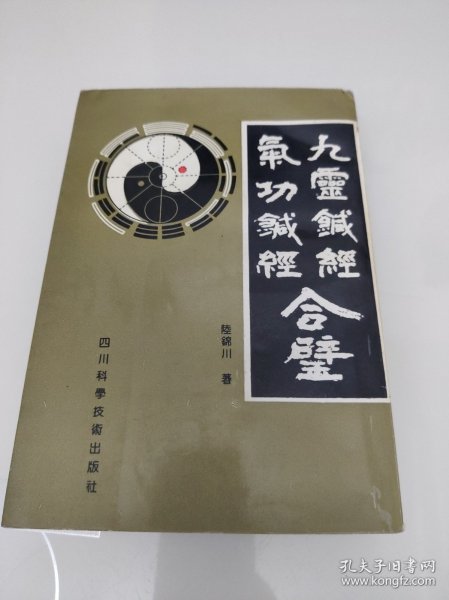 九靈鍼經
氣功鍼經
合璧
陸錦川 著
四川科學技術出版社
孔夫子旧书网
www.kongfz.com